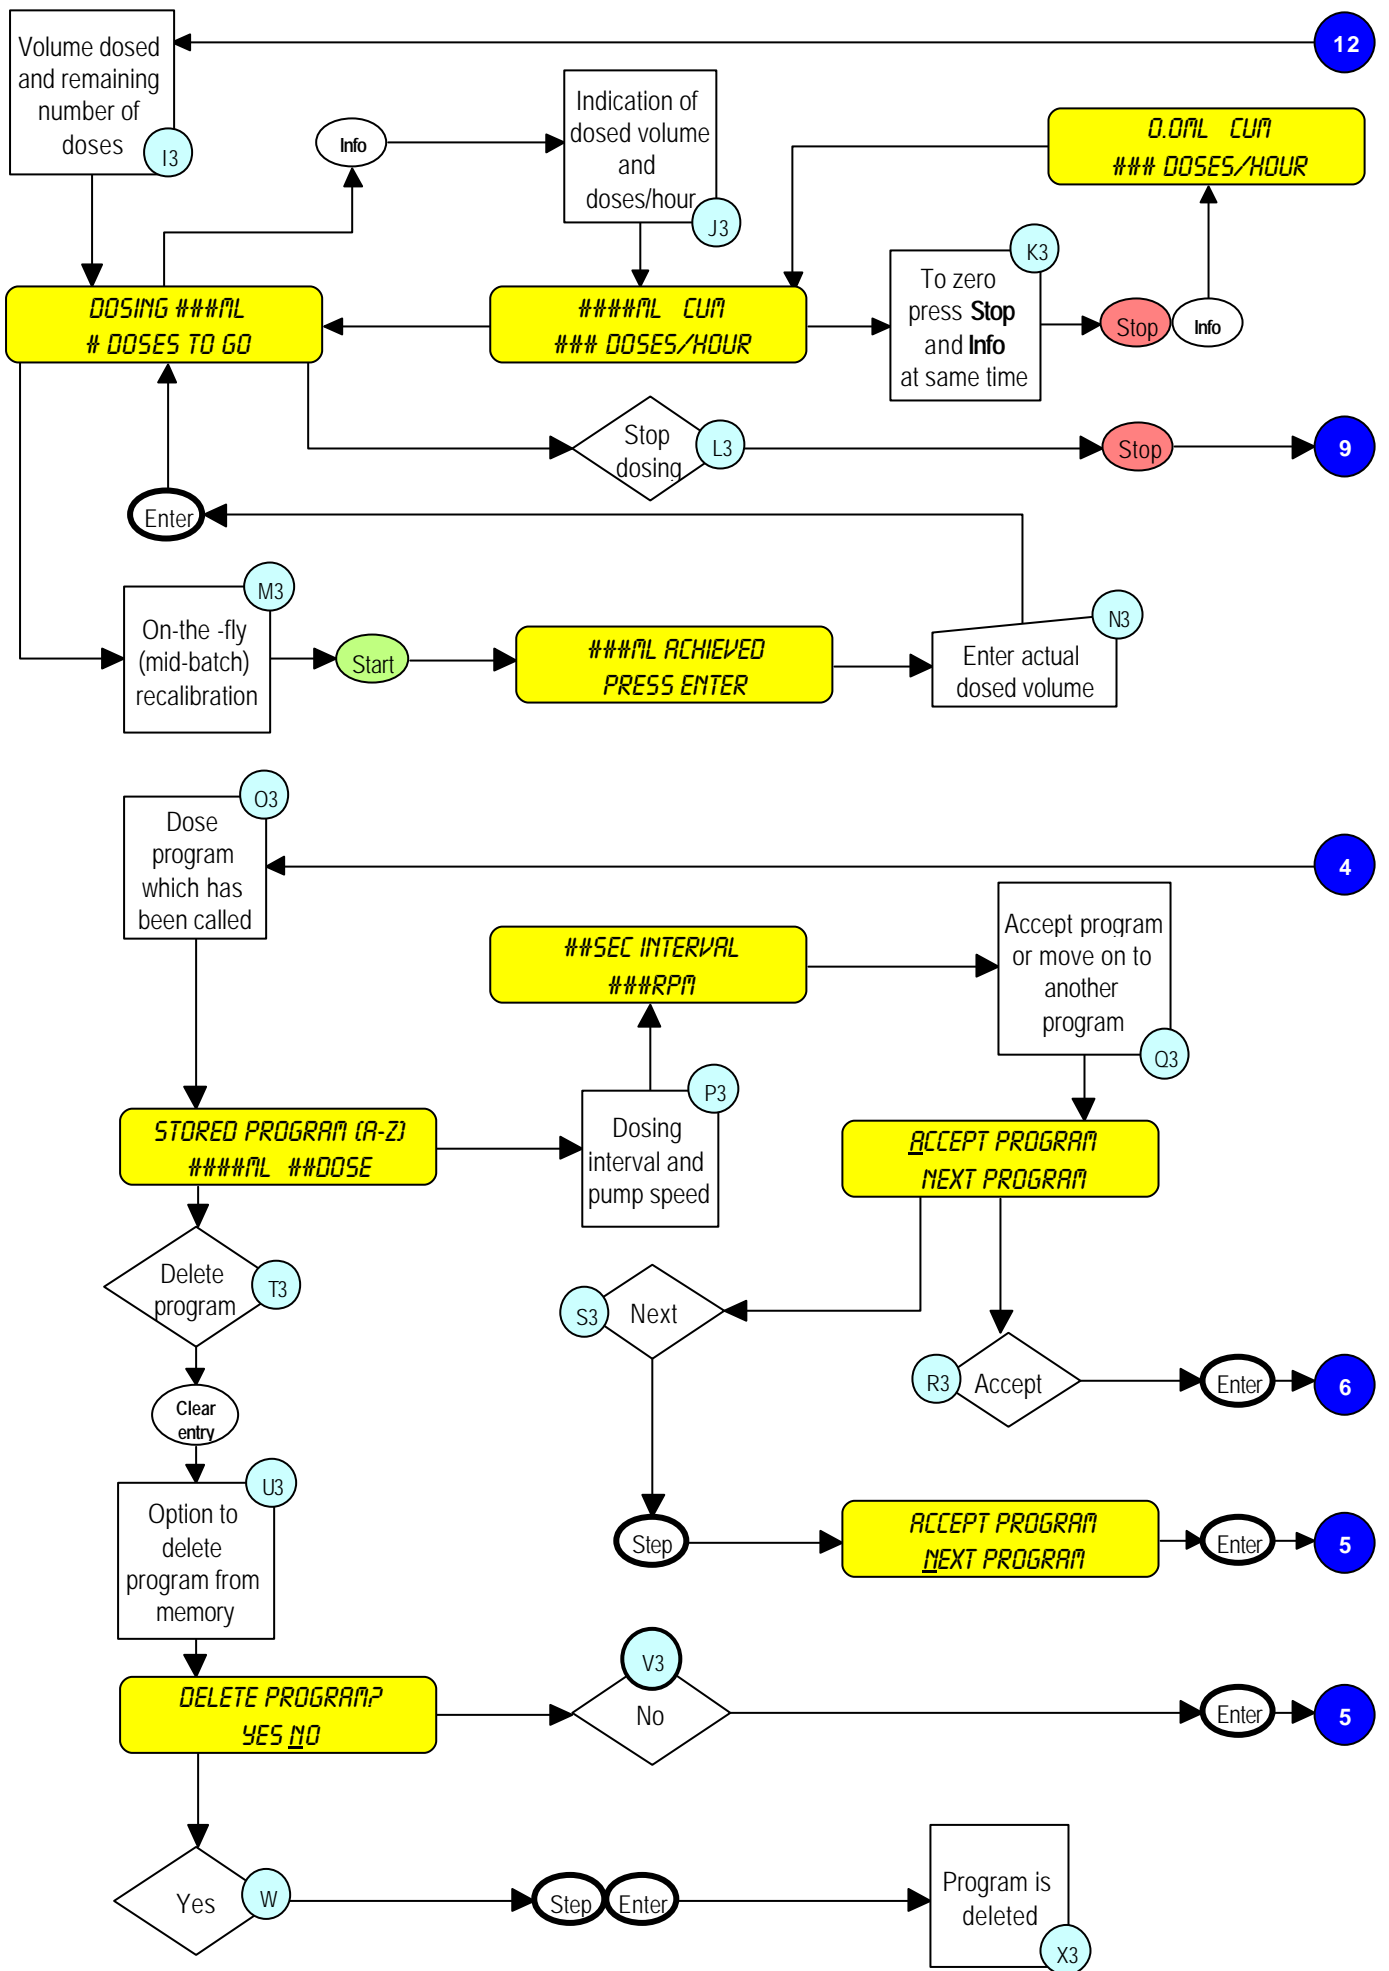 Volume dosed
and remaining
number of
doses
I3
12
Info
Indication of
dosed volume
and
doses/hour
J3
0.0ML CUM
### DOSES/HOUR
K3
To zero
press Stop
and Info
at same time
Stop
Info
DOSING ###ML
# DOSES TO GO
####ML CUM
### DOSES/HOUR
Stop
dosing
L3
Stop
9
Enter
M3
On-the -fly
(mid-batch)
recalibration
Start
###ML ACHIEVED
PRESS ENTER
N3
Enter actual
dosed volume
O3
Dose
program
which has
been called
4
##SEC INTERVAL
###RPM
Accept program
or move on to
another
program
Q3
P3
Dosing
interval and
pump speed
STORED PROGRAM (A-Z)
####ML ##DOSE
ACCEPT PROGRAM
NEXT PROGRAM
Delete
program
T3
S3
Next
R3
Accept
Enter
6
Clear
entry
U3
Option to
delete
program from
memory
Step
ACCEPT PROGRAM
NEXT PROGRAM
Enter
5
DELETE PROGRAM?
YES NO
V3
No
Enter
5
Yes
W
Step
Enter
Program is
deleted
X3